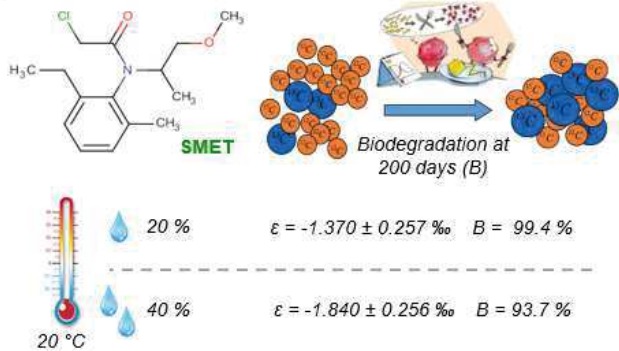 Cl
O
O
CH₃
H₃C
N
CH₃
CH₃
SMET
Biodegradation at
200 days (B)
20 % ε = -1.370 ± 0.257 ‰ B = 99.4 %
40 % ε = -1.840 ± 0.256 ‰ B = 93.7 %
20 °C